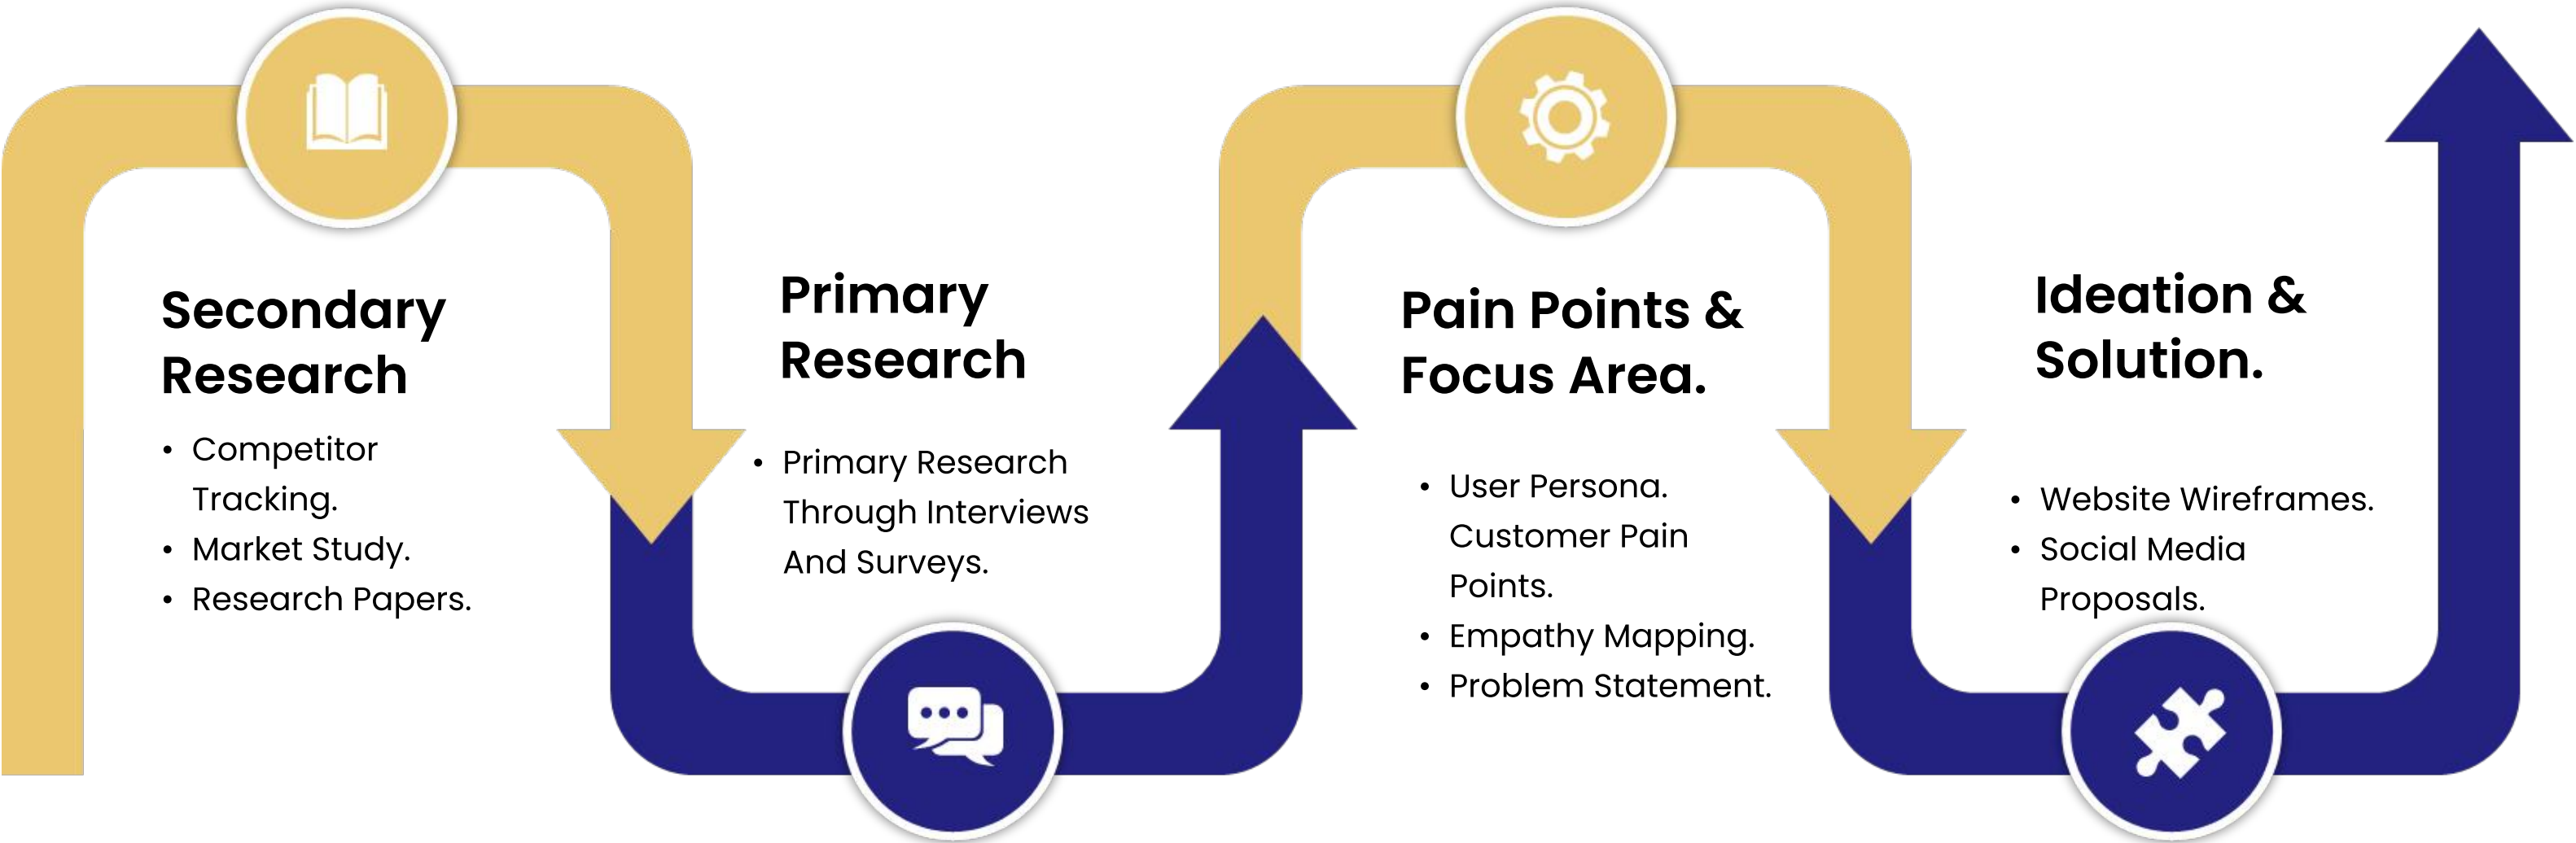 Secondary
Research
• Competitor
Tracking.
• Market Study.
• Research Papers.
Primary
Research
• Primary Research
Through Interviews
And Surveys.
Pain Points &
Focus Area.
• User Persona.
Customer Pain
Points.
• Empathy Mapping.
• Problem Statement.
Ideation &
Solution.
• Website Wireframes.
• Social Media
Proposals.